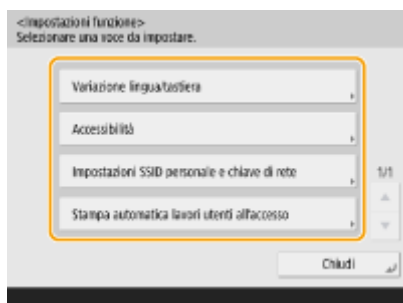 <Impostazioni funzione>
Selezionare una voce da impostare.
Variazione lingua/tastiera
Accessibilità
Impostazioni SSID personale e chiave di rete
1/1
Stampa automatica lavori utenti all'accesso
Chiudi